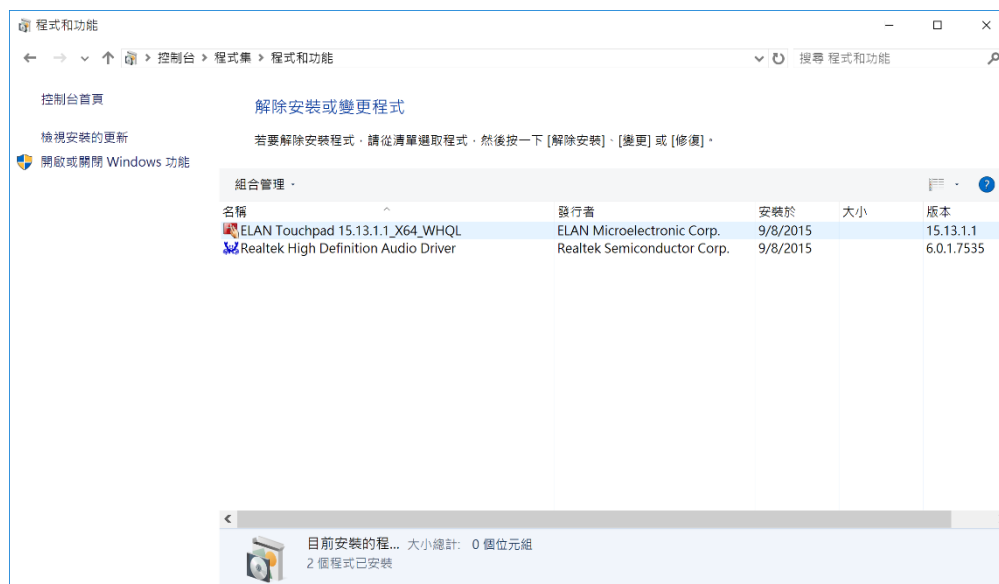 程式和功能
控制台 程式集 程式和功能 搜尋 程式和功能
控制台首頁
檢視安裝的更新
開啟或關閉 Windows 功能
解除安裝或變更程式
若要解除安裝程式，請從清單選取程式，然後按一下 [解除安裝]、[變更] 或 [修復]。
組合管理
名稱 發行者 安裝於 大小 版本
ELAN Touchpad 15.13.1.1_X64_WHQL ELAN Microelectronic Corp. 9/8/2015 15.13.1.1
Realtek High Definition Audio Driver Realtek Semiconductor Corp. 9/8/2015 6.0.1.7535
目前安裝的程... 大小總計: 0 個位元組
2 個程式已安裝